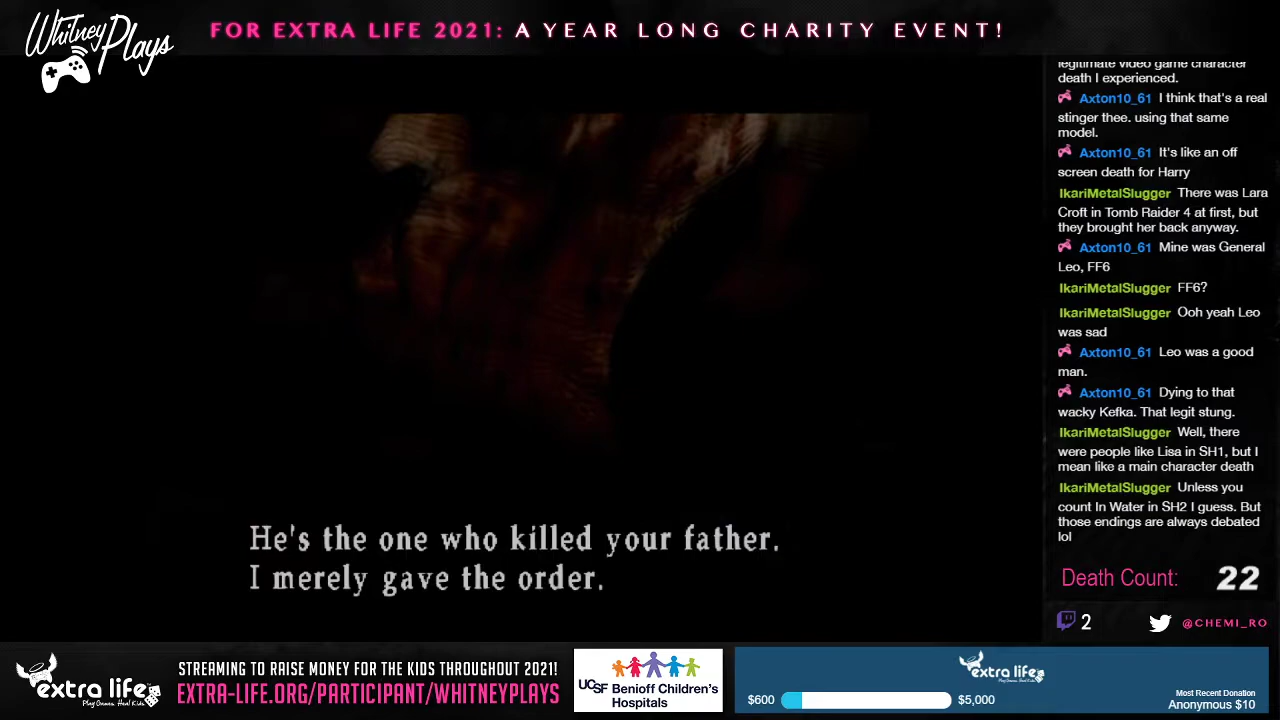 Whitney Plays
FOR EXTRA LIFE 2021: A YEAR LONG CHARITY EVENT!
legitimate video game character
death I experienced.
Axton10_61 I think that's a real
stinger thee. using that same
model.
Axton10_61 It's like an off
screen death for Harry
IkariMetalSlugger There was Lara
Croft in Tomb Raider 4 at first, but
they brought her back anyway.
Axton10_61 Mine was General
Leo, FF6
IkariMetalSlugger FF6?
IkariMetalSlugger Ooh yeah Leo
was sad
Axton10_61 Leo was a good
man.
Axton10_61 Dying to that
wacky Kefka. That legit stung.
IkariMetalSlugger Well, there
were people like Lisa in SH1, but I
mean like a main character death
IkariMetalSlugger Unless you
count In Water in SH2 I guess. But
those endings are always debated
lol
He's the one who killed your father.
I merely gave the order.
Death Count: 22
2 @CHEMI_RO
extra life
Play Games. Heal Kids.
STREAMING TO RAISE MONEY FOR THE KIDS THROUGHOUT 2021!
EXTRA-LIFE.ORG/PARTICIPANT/WHITNEYPLAYS
UCSF Benioff Children's
Hospitals
extra life
$600 $5,000
Most Recent Donation
Anonymous $10